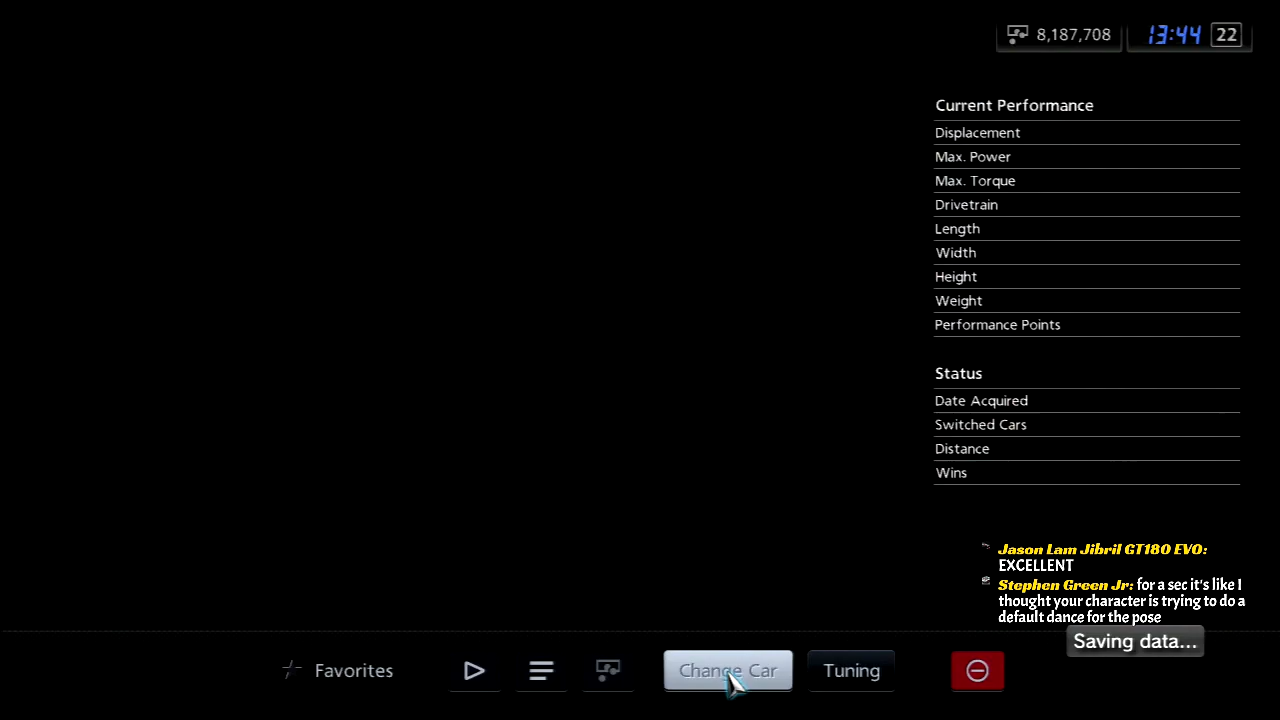 8,187,708 13:44 22
Current Performance
Displacement
Max. Power
Max. Torque
Drivetrain
Length
Width
Height
Weight
Performance Points
Status
Date Acquired
Switched Cars
Distance
Wins
Jason Lam Jibril GT180 EVO:
EXCELLENT
Stephen Green Jr: for a sec it's like I
thought your character is trying to do a
default dance for the pose
Saving data...
Favorites Change Car Tuning